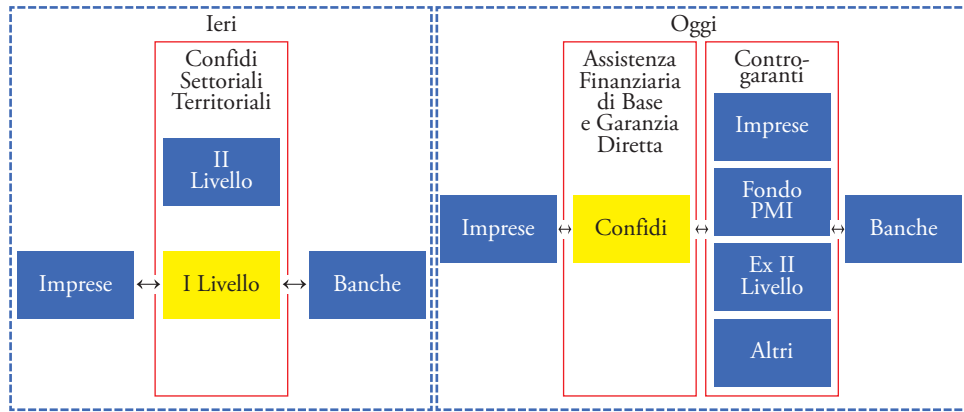 Ieri
Confidi
Settoriali
Territoriali
II
Livello
Imprese
I Livello
Banche
Oggi
Assistenza
Finanziaria
di Base
e Garanzia
Diretta
Contro-
garanti
Imprese
Confidi
Imprese
Fondo
PMI
Ex II
Livello
Altri
Banche